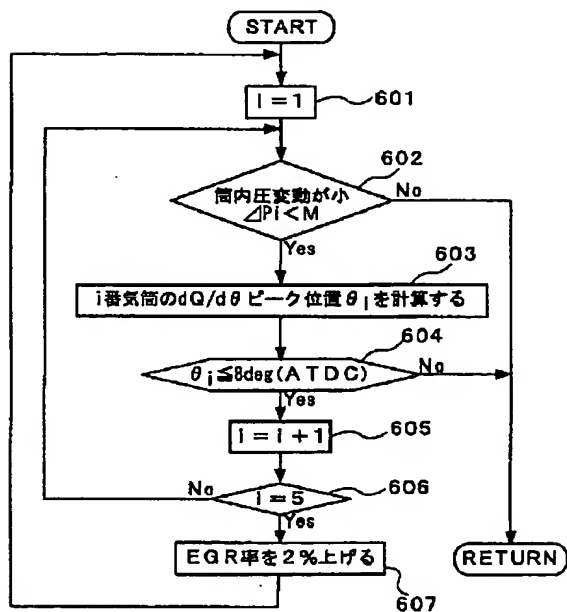 START
i=1
601
602
筒内圧変動が小
⊿Pi<M
No
Yes
603
i番気筒のdQ/dθピーク位置θiを計算する
604
θi≦8deg(ATDC)
No
Yes
i=i+1
605
606
No
i=5
Yes
EGR率を2%上げる
607
RETURN